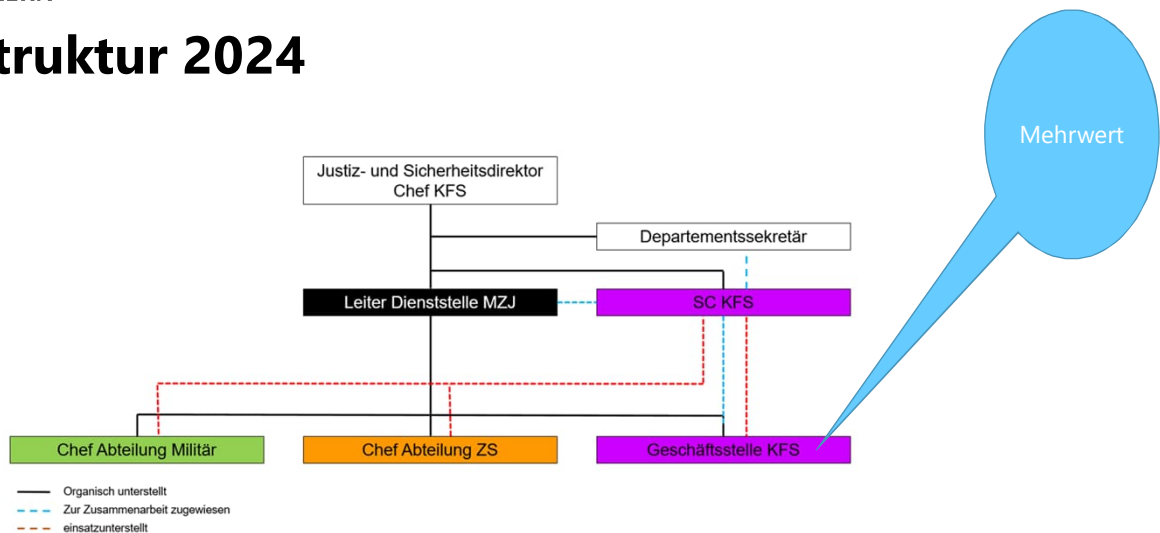 truktur 2024
Mehrwert
Justiz- und Sicherheitsdirektor
Chef KFS
Departementssekretär
Leiter Dienststelle MZJ
SC KFS
Chef Abteilung Militär
Chef Abteilung ZS
Geschäftsstelle KFS
Organisch unterstellt
Zur Zusammenarbeit zugewiesen
einsatzunterstellt